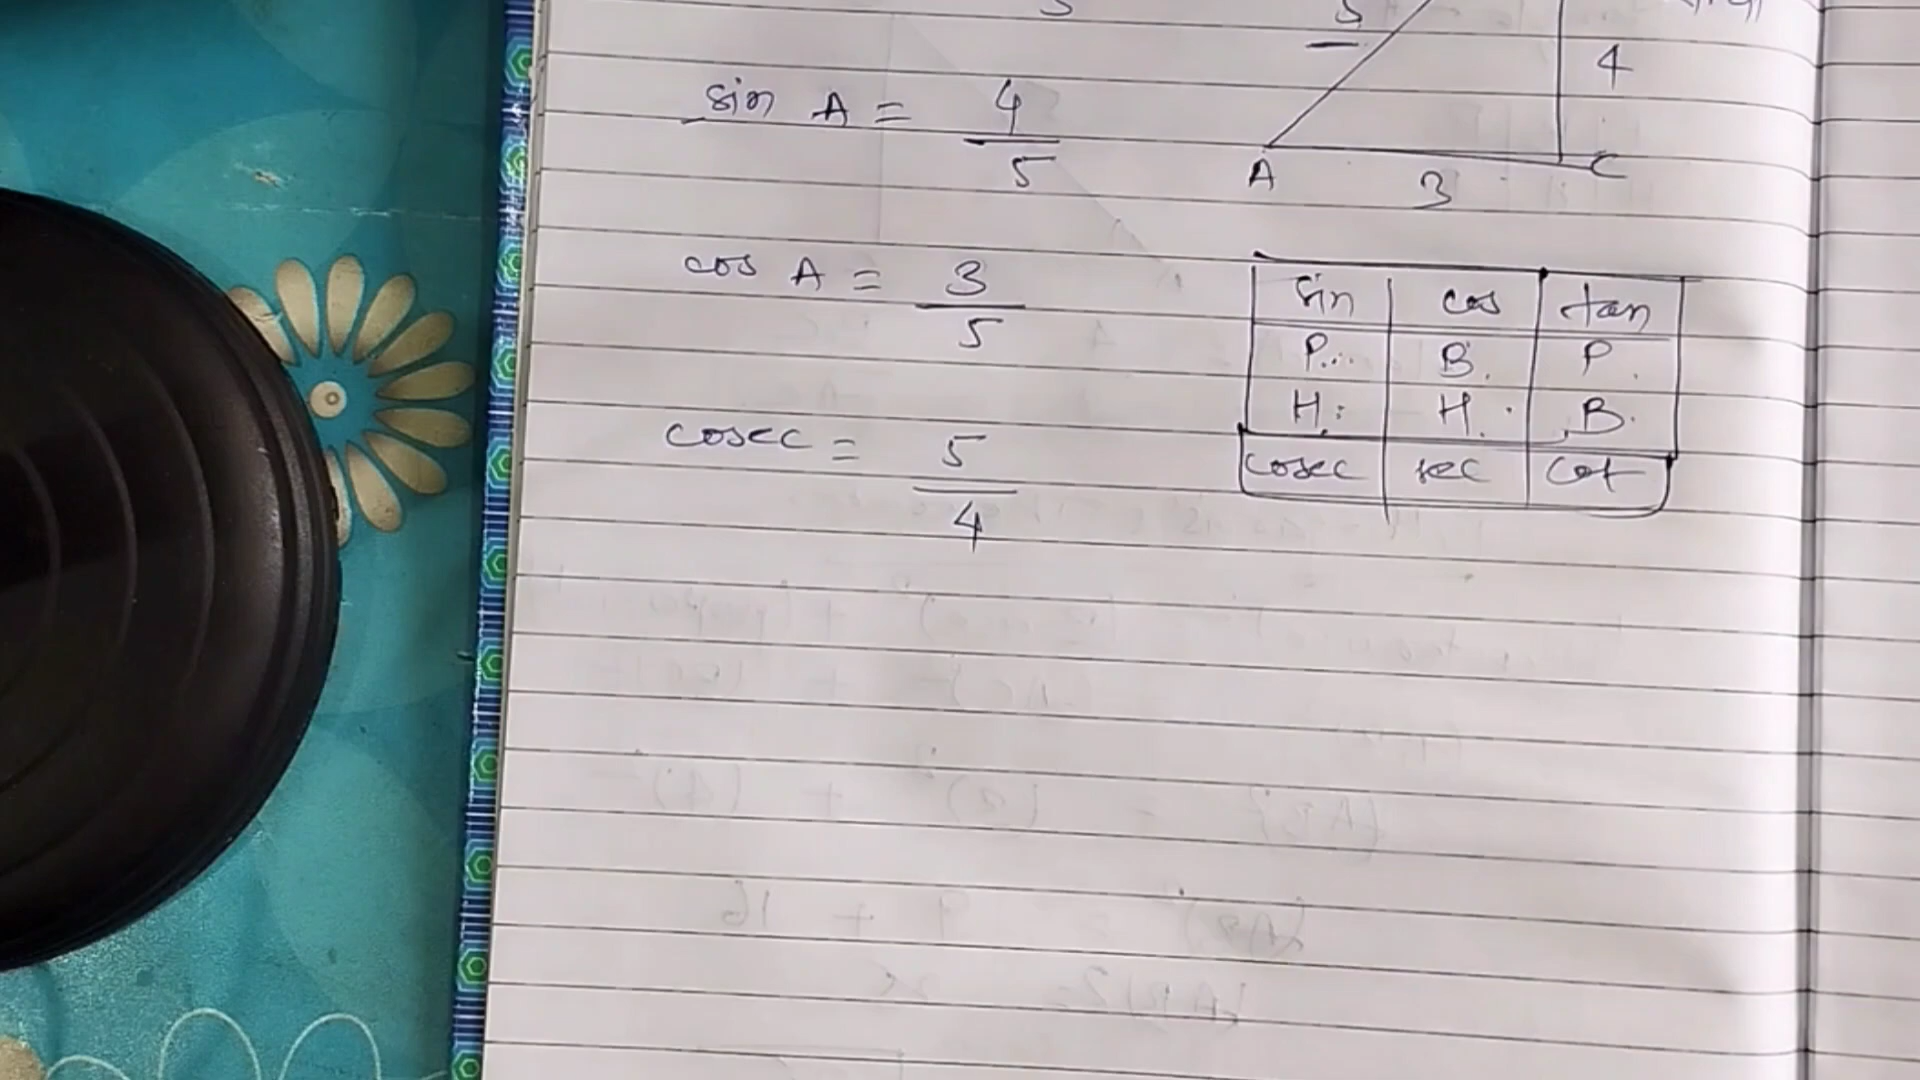 5
sin A = 4/5
4
A 3 C
cos A = 3/5
sin cos tan
P B P
H H B
cosec sec cot
cosec = 5/4